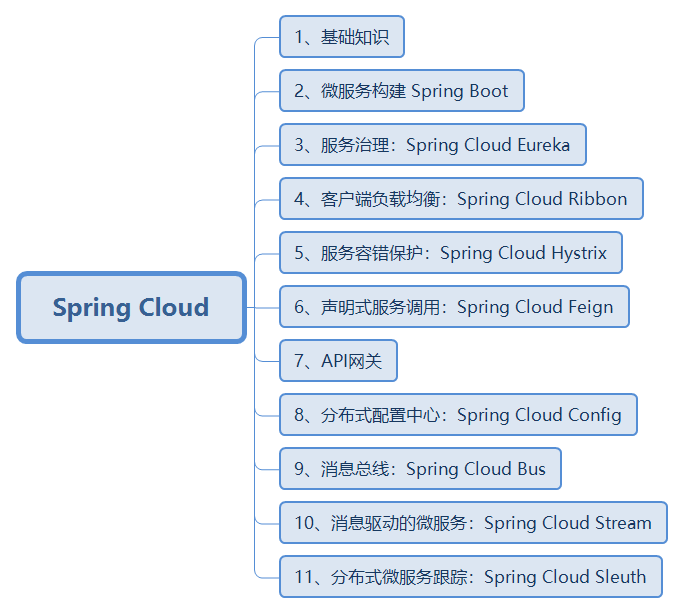 Spring Cloud
1、基础知识
2、微服务构建 Spring Boot
3、服务治理：Spring Cloud Eureka
4、客户端负载均衡：Spring Cloud Ribbon
5、服务容错保护：Spring Cloud Hystrix
6、声明式服务调用：Spring Cloud Feign
7、API网关
8、分布式配置中心：Spring Cloud Config
9、消息总线：Spring Cloud Bus
10、消息驱动的微服务：Spring Cloud Stream
11、分布式微服务跟踪：Spring Cloud Sleuth